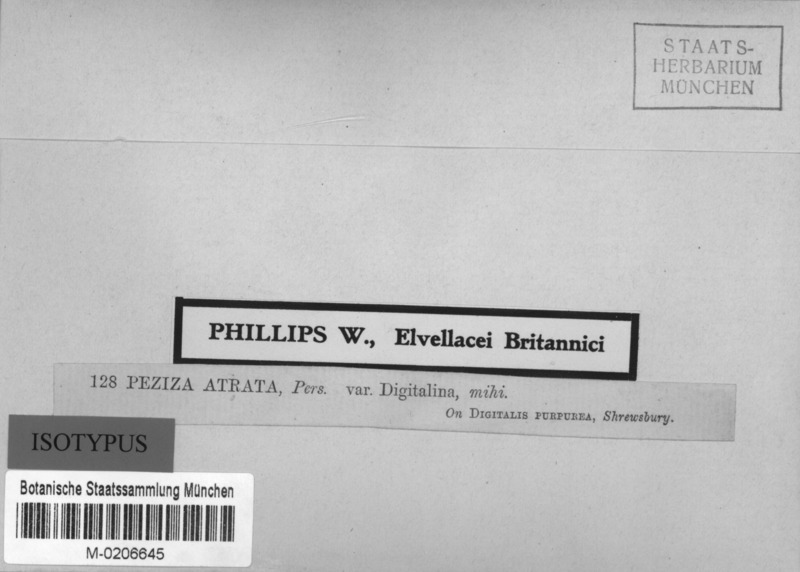 STAATS-
HERBARIUM
MÜNCHEN
PHILLIPS W., Elvellacei Britannici
128 PEZIZA ATRATA, Pers. var. Digitalina, mihi.
On DIGITALIS PURPUREA, Shrewsbury.
ISOTYPUS
Botanische Staatssammlung München
M-0206645